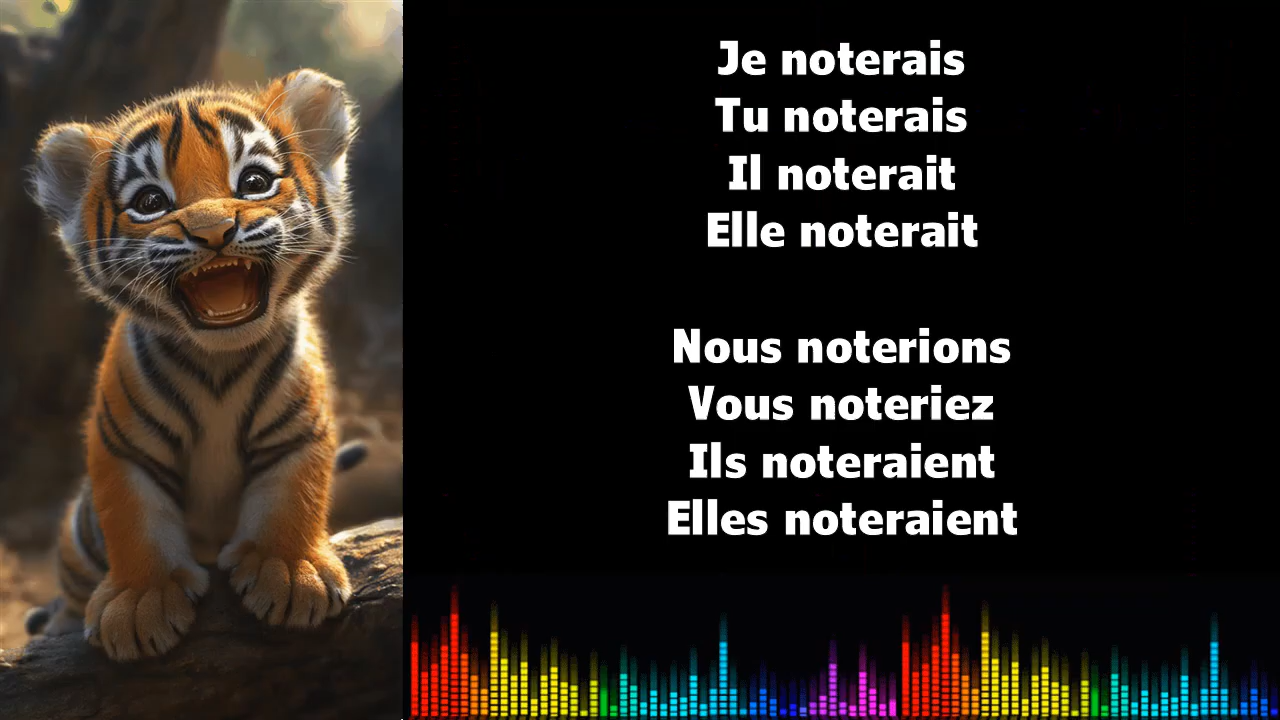 Je noterais
Tu noterais
Il noterait
Elle noterait
Nous noterions
Vous noteriez
Ils noteraient
Elles noteraient